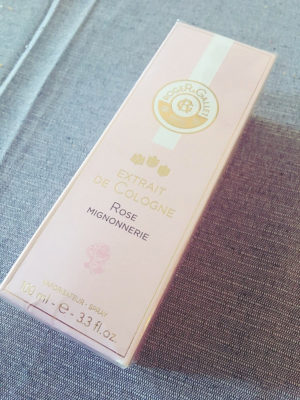 ROGER & GALLET
EXTRAIT
DE COLOGNE
ROSE
MIGNONNERIE
VAPORISATEUR - SPRAY
100 ml - e - 3.3 fl.oz.